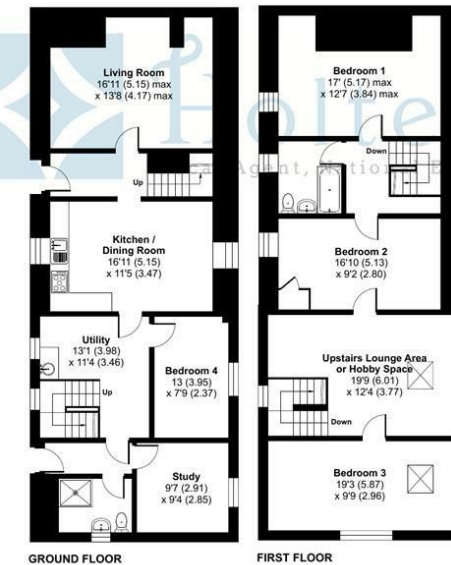 Living Room
16'11 (5.15) max
x 13'8 (4.17) max
Up
Kitchen /
Dining Room
16'11 (5.15)
x 11'5 (3.47)
Utility
13'1 (3.98)
x 11'4 (3.46)
Up
Bedroom 4
13 (3.95)
x 7'9 (2.37)
Study
9'7 (2.91)
x 9'4 (2.85)
GROUND FLOOR
Bedroom 1
17' (5.17) max
x 12'7 (3.84) max
Holte
Agent, Nation
Down
Bedroom 2
16'10 (5.13)
x 9'2 (2.80)
Upstairs Lounge Area
or Hobby Space
19'9 (6.01)
x 12'4 (3.77)
Down
Bedroom 3
19'3 (5.87)
x 9'9 (2.96)
FIRST FLOOR